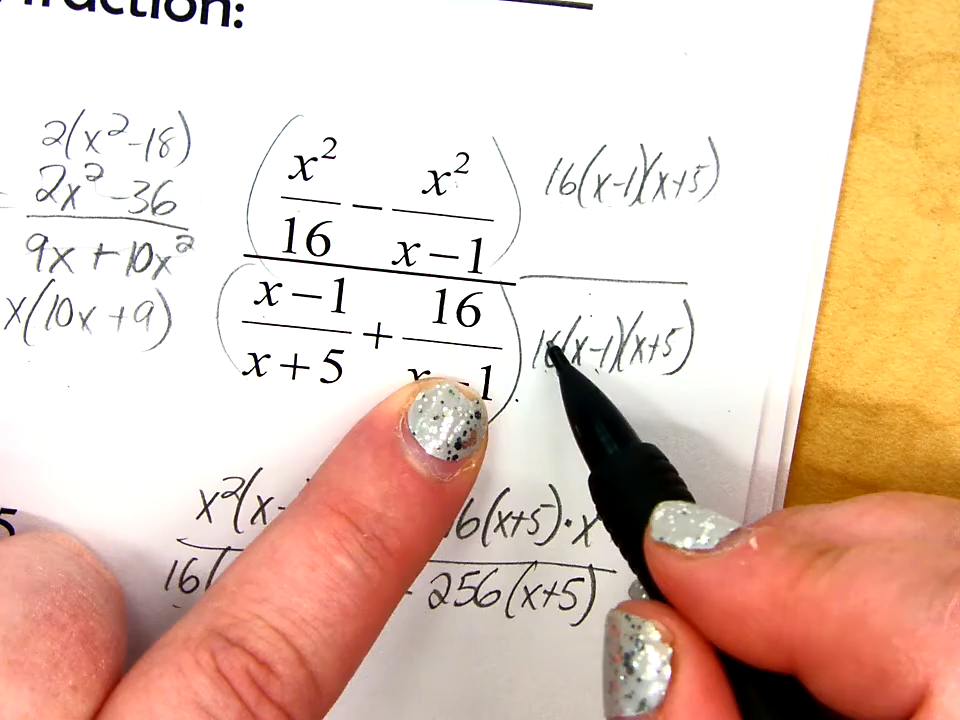 2(x²-18)
2x²-36
9x+10x²
x(10x+9)
x²/16 - x²/(x-1)
(x-1)/(x+5) + 16/(x-1)
16(x-1)(x+5)
16(x-1)(x+5)
x²(x- 6(x+5)·x
16( 256(x+5)
5